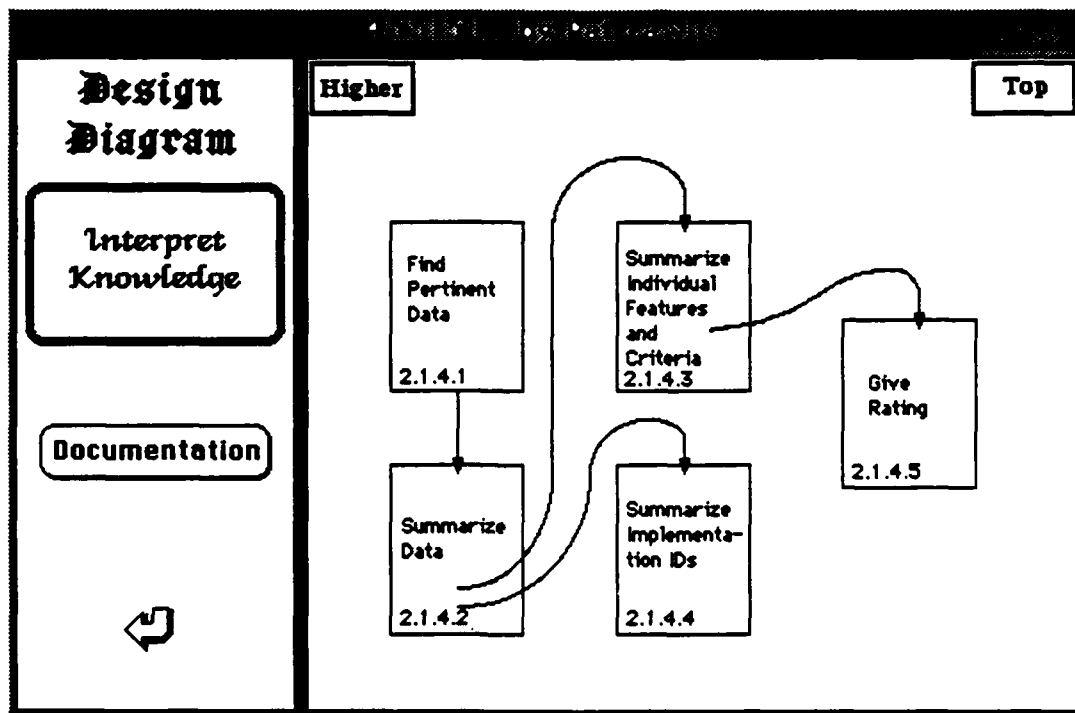 Design
Diagram
Interpret
Knowledge
Documentation
Higher
Top
Find
Pertinent
Data
2.1.4.1
Summarize
Individual
Features
and
Criteria
2.1.4.3
Give
Rating
2.1.4.5
Summarize
Data
2.1.4.2
Summarize
Implementa-
tion IDs
2.1.4.4